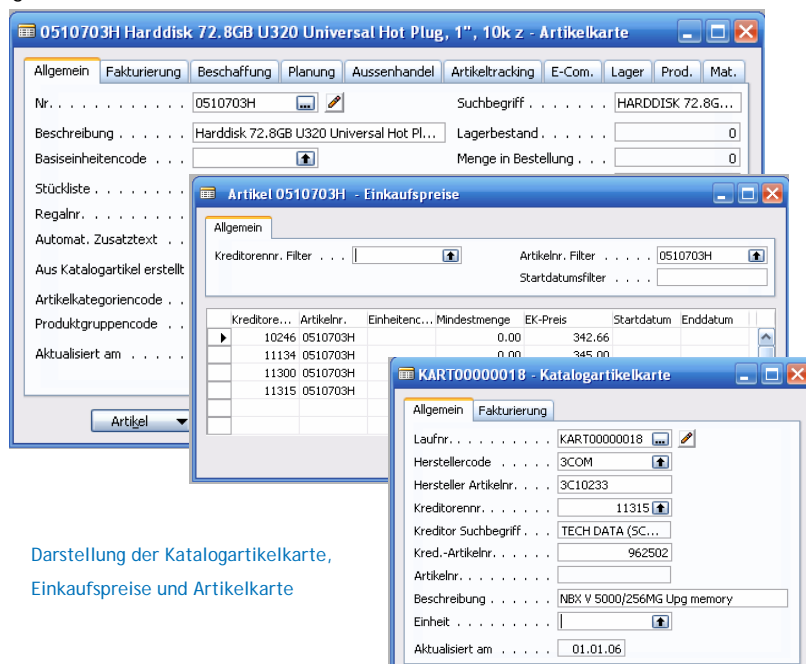 0510703H Harddisk 72.8GB U320 Universal Hot Plug, 1", 10k z - Artikelkarte
Allgemein Fakturierung Beschaffung Planung Aussenhandel Artikeltracking E-Com. Lager Prod. Mat.
Nr. . . . . . . . . . . . . 0510703H Suchbegriff . . . . . . . HARDDISK 72.8G...
Beschreibung . . . . . . Harddisk 72.8GB U320 Universal Hot Pl... Lagerbestand . . . . . . 0
Basiseinheitencode . . . Menge in Bestellung . . . 0
Stückliste . . . . . . . . .
Regalnr. . . . . . . . . .
Automat. Zusatztext . .
Aus Katalogartikel erstellt
Artikelkategoriencode . .
Produktgruppencode . .
Aktualisiert am . . . . .
Artikel
Artikel 0510703H - Einkaufspreise
Allgemein
Kreditorennr. Filter . . . Artikelnr. Filter . . . . . 0510703H
Startdatumsfilter . . . .
Kreditore... Artikelnr. Einheitenc... Mindestmenge EK-Preis Startdatum Enddatum
10246 0510703H 0.00 342.66
11134 0510703H 0.00 345.00
11300 0510703H
11315 0510703H
KART00000018 - Katalogartikelkarte
Allgemein Fakturierung
Laufnr. . . . . . . . . . . KART00000018
Herstellercode . . . . . 3COM
Hersteller Artikelnr. . . . 3C10233
Kreditorennr. . . . . . . 11315
Kreditor Suchbegriff . . . TECH DATA (SC...
Kred.-Artikelnr. . . . . . 962502
Artikelnr. . . . . . . . . .
Beschreibung . . . . . . NBX V 5000/256MG Upg memory
Einheit . . . . . . . . . .
Aktualisiert am . . . . . 01.01.06
Darstellung der Katalogartikelkarte,
Einkaufspreise und Artikelkarte